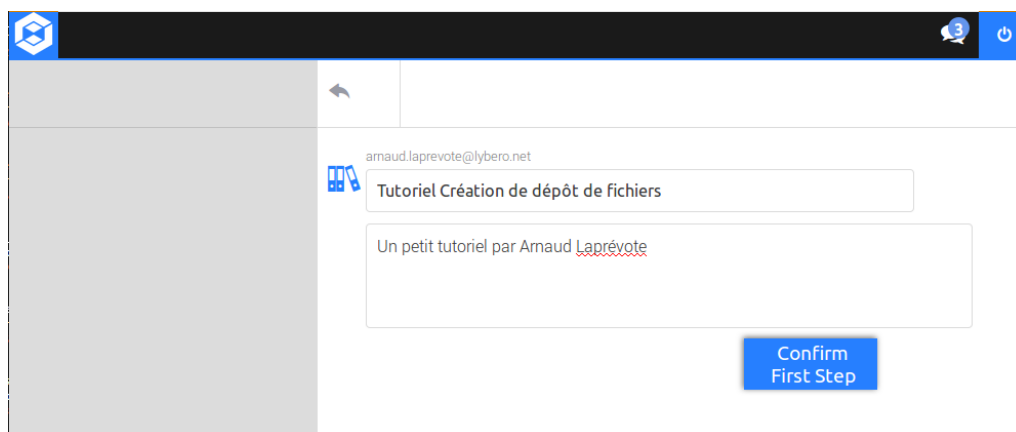 3
arnaud.laprevote@lybero.net
Tutoriel Création de dépôt de fichiers
Un petit tutoriel par Arnaud Laprévote
Confirm
First Step